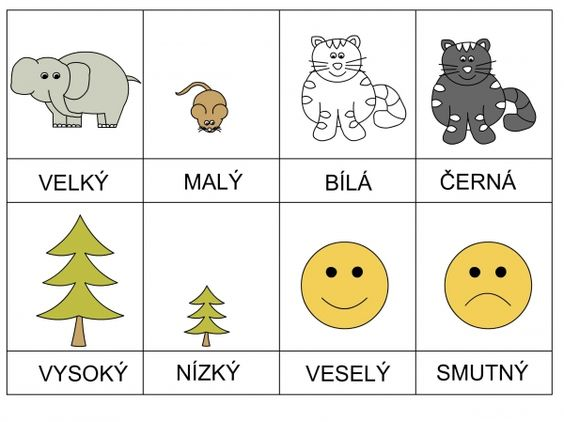 VELKÝ MALÝ BÍLÁ ČERNÁ
VYSOKÝ NÍZKÝ VESELÝ SMUTNÝ